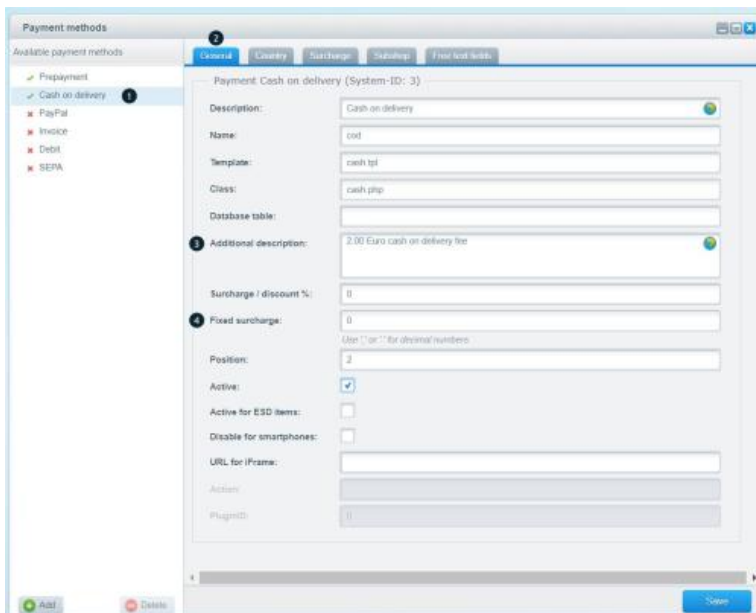 Payment methods
Available payment methods
Prepayment
Cash on delivery 1
PayPal
Invoice
Debit
SEPA
Add Delete
2
General Country Surcharge Subshop Free text fields
Payment Cash on delivery (System-ID: 3)
Description: Cash on delivery
Name: cod
Template: cash.tpl
Class: cash.php
Database table:
3 Additional description: 2.00 Euro cash on delivery fee
Surcharge / discount %: 0
4 Fixed surcharge: 0
for decimal numbers
Position: 2
Active:
Active for ESD items:
Disable for smartphones:
URL for iFrame:
Action:
PluginID: 0
Save